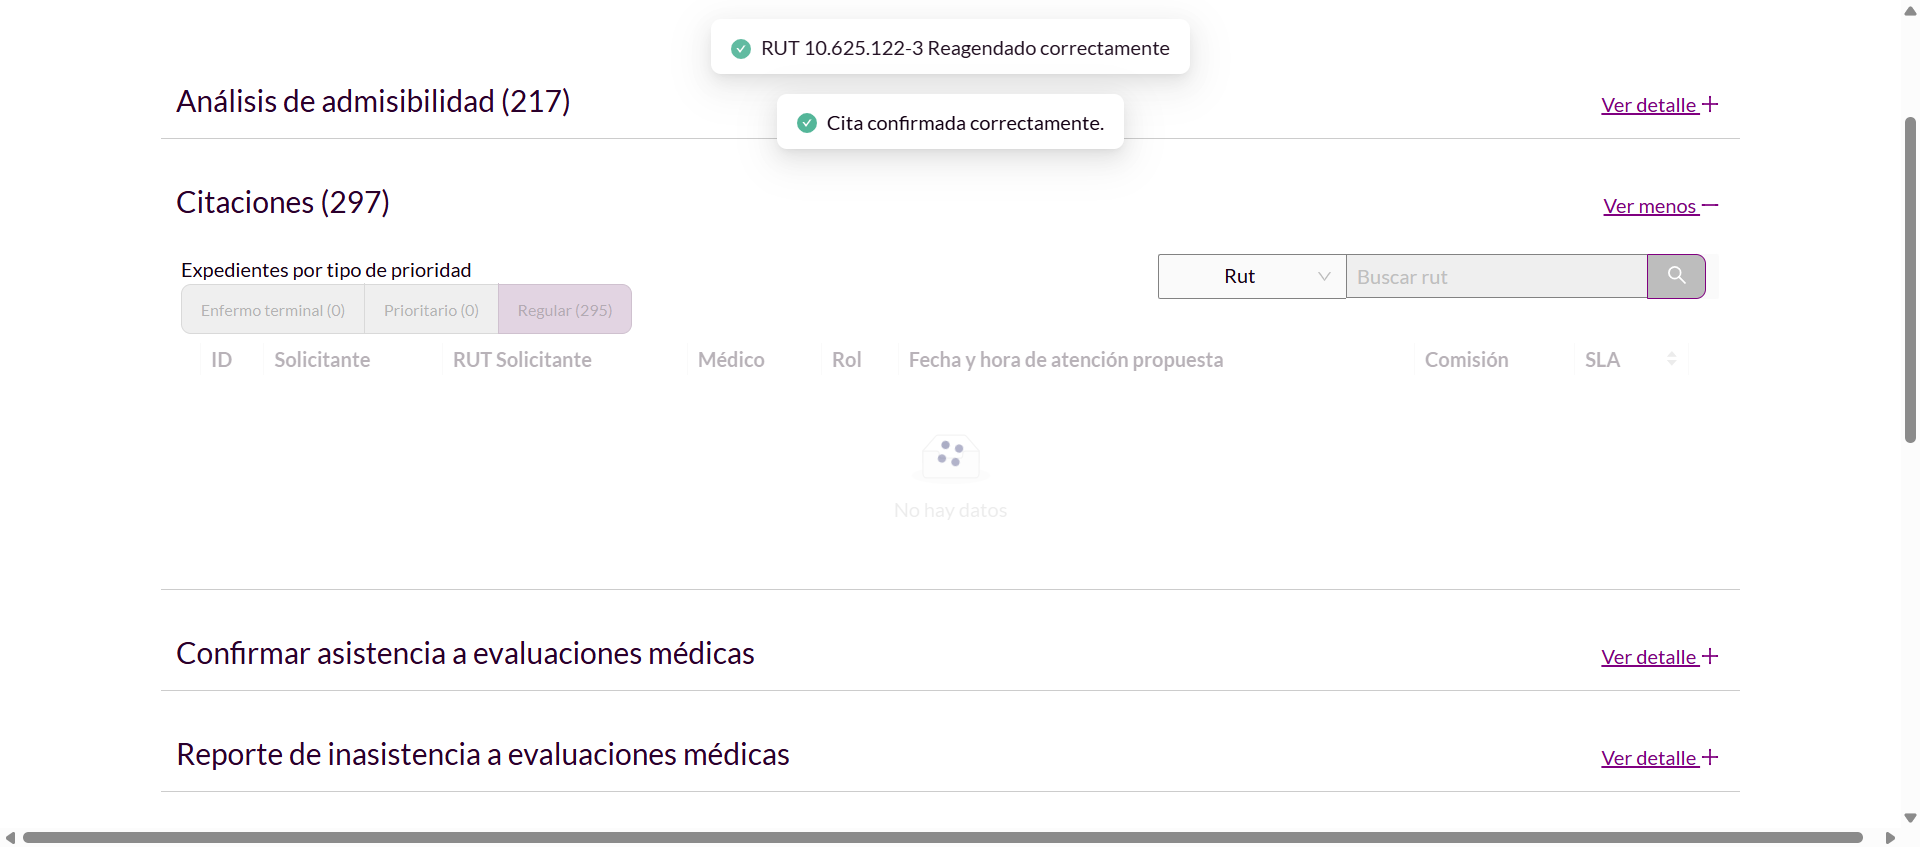 RUT 10.625.122-3 Reagendado correctamente
Análisis de admisibilidad (217)
Ver detalle
Cita confirmada correctamente.
Citaciones (297)
Ver menos
Expedientes por tipo de prioridad
Rut
Buscar rut
Enfermo terminal (0)
Prioritario (0)
Regular (295)
ID
Solicitante
RUT Solicitante
Médico
Rol
Fecha y hora de atención propuesta
Comisión
SLA
No hay datos
Confirmar asistencia a evaluaciones médicas
Ver detalle
Reporte de inasistencia a evaluaciones médicas
Ver detalle